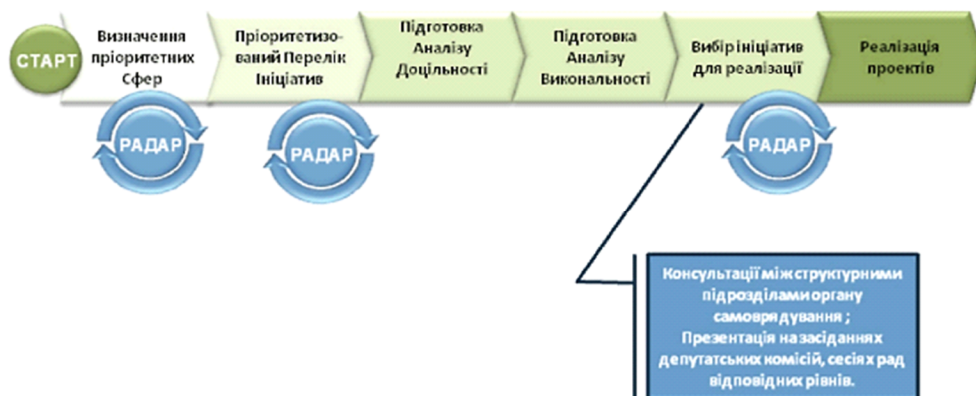 СТАРТ
Визначення
пріоритетних
Сфер
Пріоритетизо-
ваний Перелік
Ініціатив
Підготовка
Аналізу
Доцільності
Підготовка
Аналізу
Викональності
Вибір ініціатив
для реалізації
Реалізація
проектів
РАДАР
РАДАР
РАДАР
Консультації між структурними
підрозділами органу
самоврядування ;
Презентація на засіданнях
депутатських комісій, сесіях рад
відповідних рівнів.